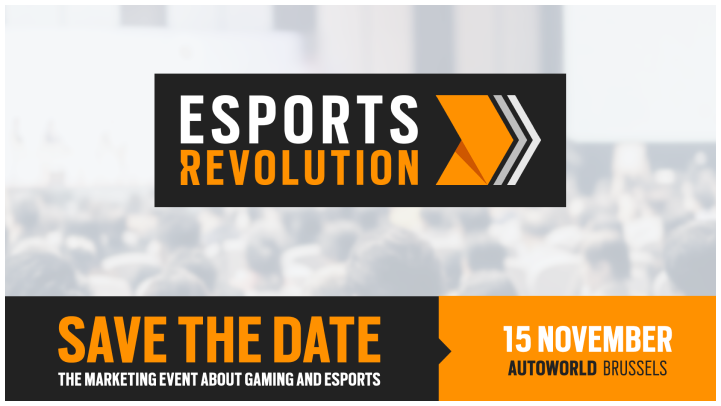 ESPORTS
REVOLUTION
SAVE THE DATE
THE MARKETING EVENT ABOUT GAMING AND ESPORTS
15 NOVEMBER
AUTOWORLD BRUSSELS